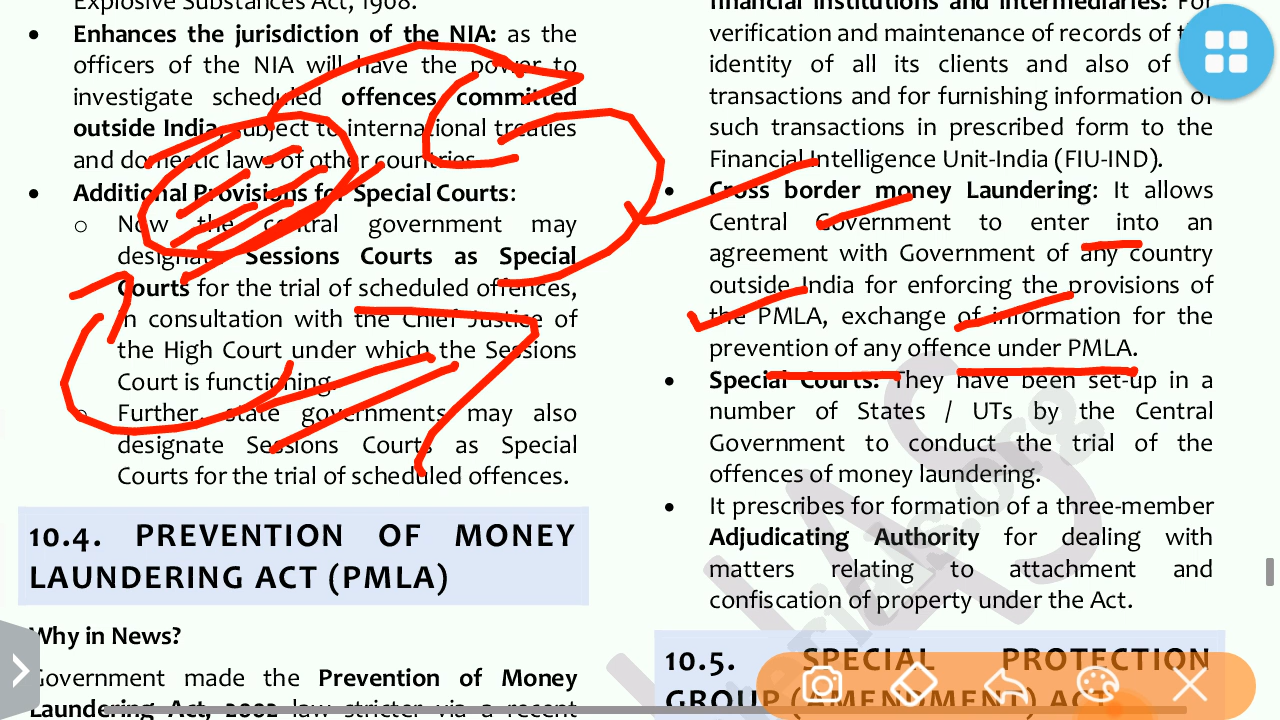 Explosive Substances Act, 1908.
• Enhances the jurisdiction of the NIA: as the
officers of the NIA will have the power to
investigate scheduled offences committed
outside India, subject to international treaties
and domestic laws of other countries.
• Additional Provisions for Special Courts:
o Now the central government may
designate Sessions Courts as Special
Courts for the trial of scheduled offences,
in consultation with the Chief Justice of
the High Court under which the Sessions
Court is functioning.
o Further, state governments may also
designate Sessions Courts as Special
Courts for the trial of scheduled offences.
10.4. PREVENTION OF MONEY
LAUNDERING ACT (PMLA)
Why in News?
Government made the Prevention of Money
Laundering Act, 2002 law stricter via a recent
financial institutions and intermediaries: For
verification and maintenance of records of the
identity of all its clients and also of
transactions and for furnishing information of
such transactions in prescribed form to the
Financial Intelligence Unit-India (FIU-IND).
• Cross border money Laundering: It allows
Central Government to enter into an
agreement with Government of any country
outside India for enforcing the provisions of
the PMLA, exchange of information for the
prevention of any offence under PMLA.
• Special Courts: They have been set-up in a
number of States / UTs by the Central
Government to conduct the trial of the
offences of money laundering.
• It prescribes for formation of a three-member
Adjudicating Authority for dealing with
matters relating to attachment and
confiscation of property under the Act.
10.5. SPECIAL PROTECTION
GROUP (AMENDMENT) ACT